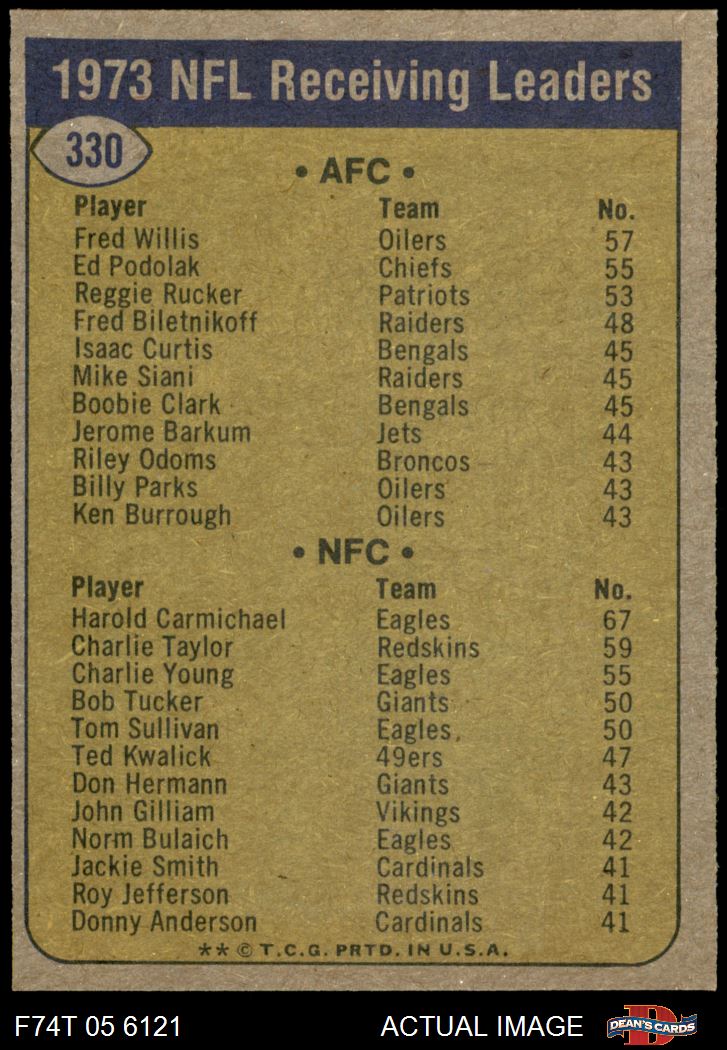 1973 NFL Receiving Leaders
330
• AFC •
Player Team No.
Fred Willis Oilers 57
Ed Podolak Chiefs 55
Reggie Rucker Patriots 53
Fred Biletnikoff Raiders 48
Isaac Curtis Bengals 45
Mike Siani Raiders 45
Boobie Clark Bengals 45
Jerome Barkum Jets 44
Riley Odoms Broncos 43
Billy Parks Oilers 43
Ken Burrough Oilers 43
• NFC •
Player Team No.
Harold Carmichael Eagles 67
Charlie Taylor Redskins 59
Charlie Young Eagles 55
Bob Tucker Giants 50
Tom Sullivan Eagles. 50
Ted Kwalick 49ers 47
Don Hermann Giants 43
John Gilliam Vikings 42
Norm Bulaich Eagles 42
Jackie Smith Cardinals 41
Roy Jefferson Redskins 41
Donny Anderson Cardinals 41
** © T.C.G. PRTD. IN U.S.A.
F74T 05 6121 ACTUAL IMAGE D DEAN'S CARDS